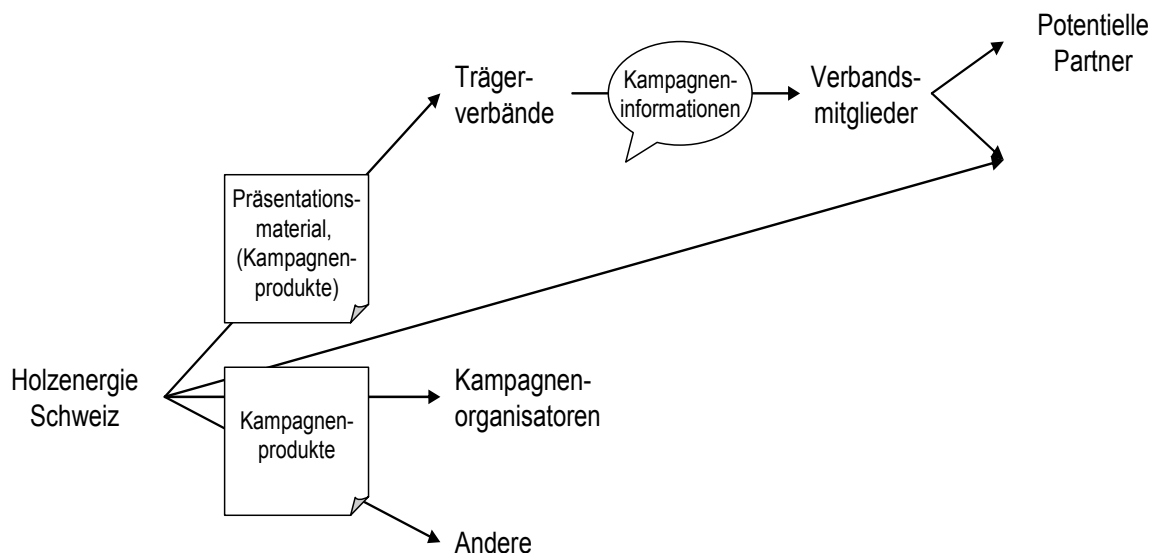 Potentielle
Partner
Träger-
verbände
Kampagnen-
informationen
Verbands-
mitglieder
Präsentations-
material,
(Kampagnen-
produkte)
Holzenergie
Schweiz
Kampagnen-
produkte
Kampagnen-
organisatoren
Andere